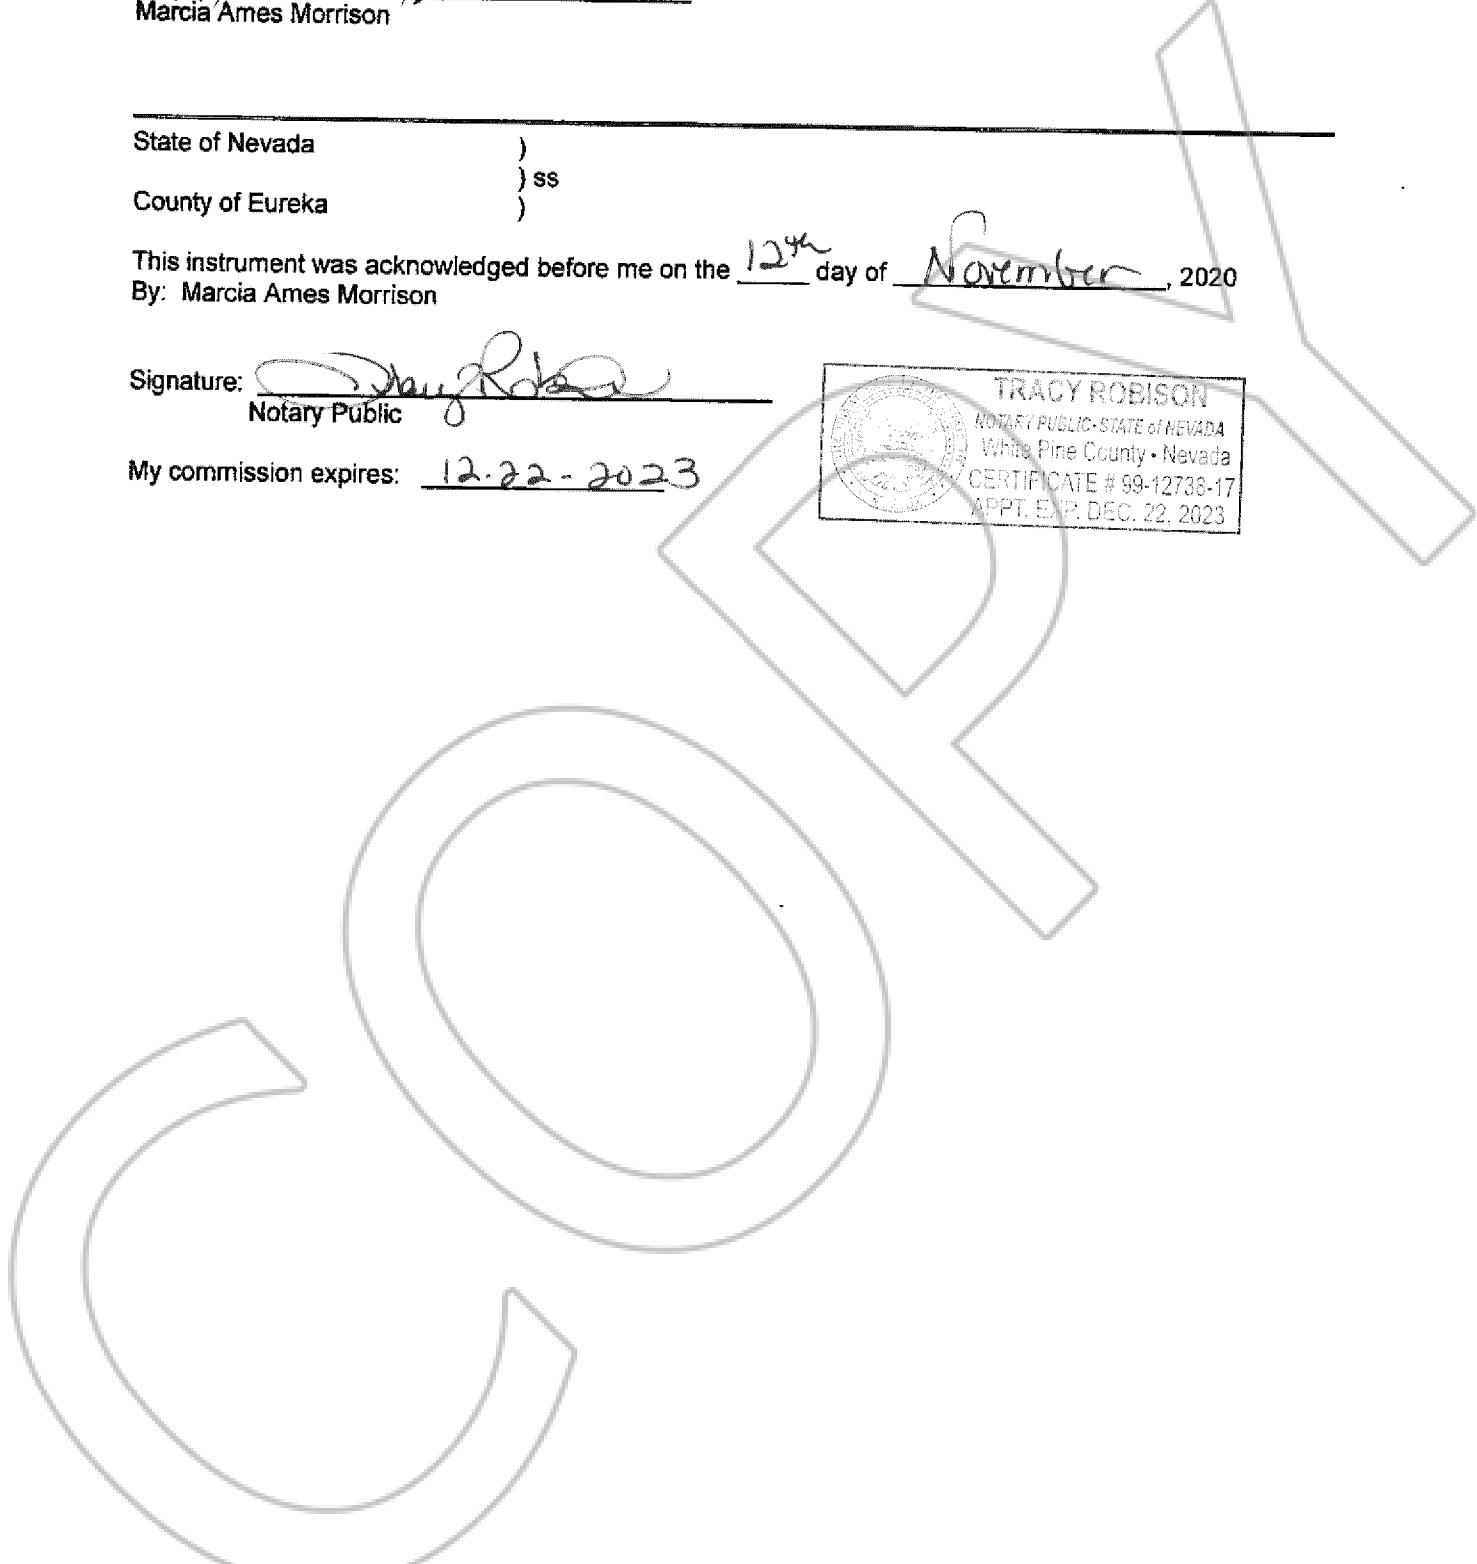 Marcia Ames Morrison
State of Nevada )
) ss
County of Eureka )
This instrument was acknowledged before me on the 12th day of November, 2020
By: Marcia Ames Morrison
Signature: Tracy Robison
Notary Public
My commission expires: 12-22-2023
TRACY ROBISON
NOTARY PUBLIC•STATE of NEVADA
White Pine County • Nevada
CERTIFICATE # 99-12738-17
APPT. EXP. DEC. 22, 2023
COPY